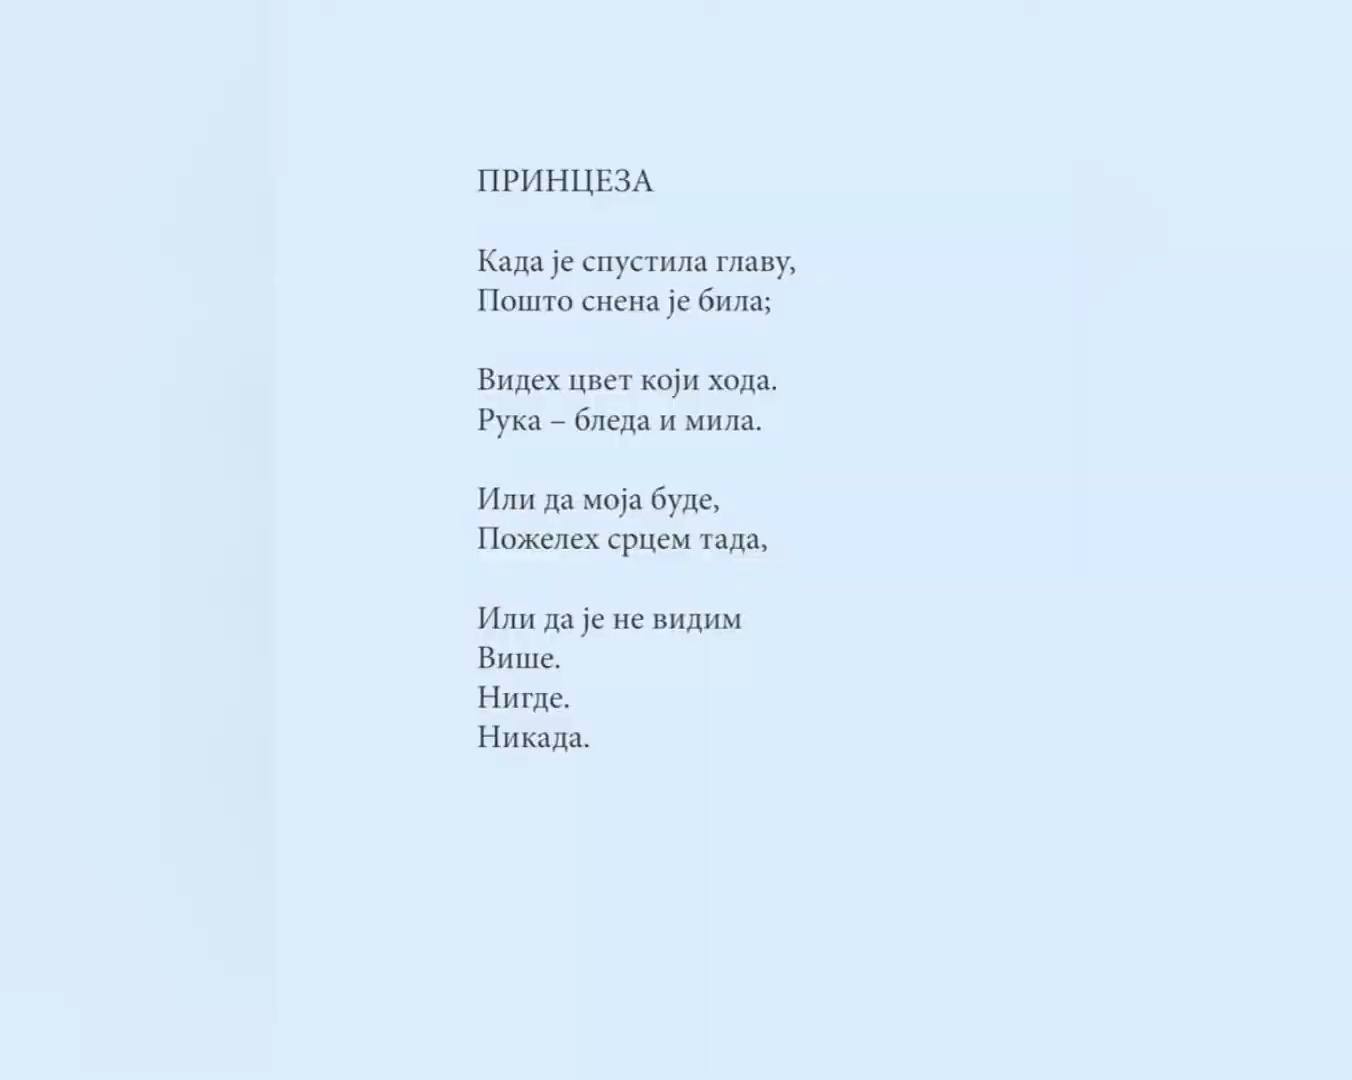 ПРИНЦЕЗА
Када је спустила главу,
Пошто снена је била;
Видех цвет који хода.
Рука – бледа и мила.
Или да моја буде,
Пожелех срцем тада,
Или да је не видим
Више.
Нигде.
Никада.